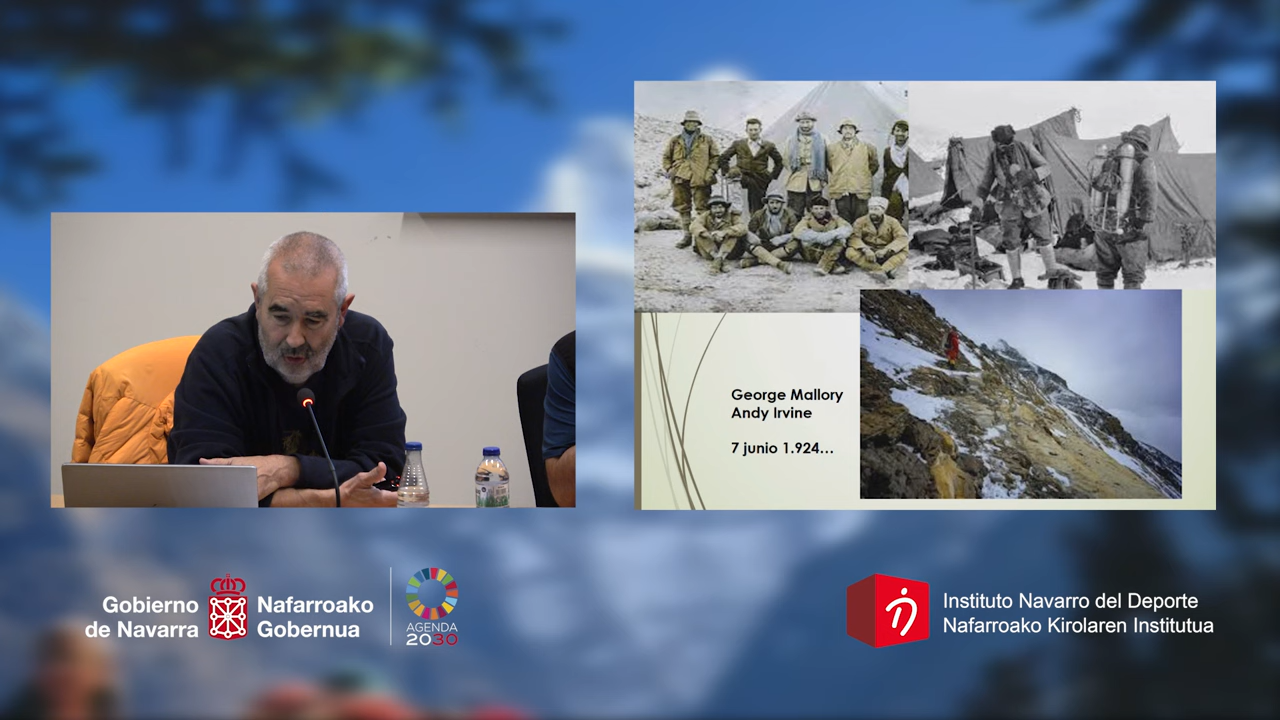 George Mallory
Andy Irvine
7 junio 1.924...
Gobierno
de Navarra
Nafarroako
Gobernua
AGENDA
2030
Instituto Navarro del Deporte
Nafarroako Kirolaren Institutua